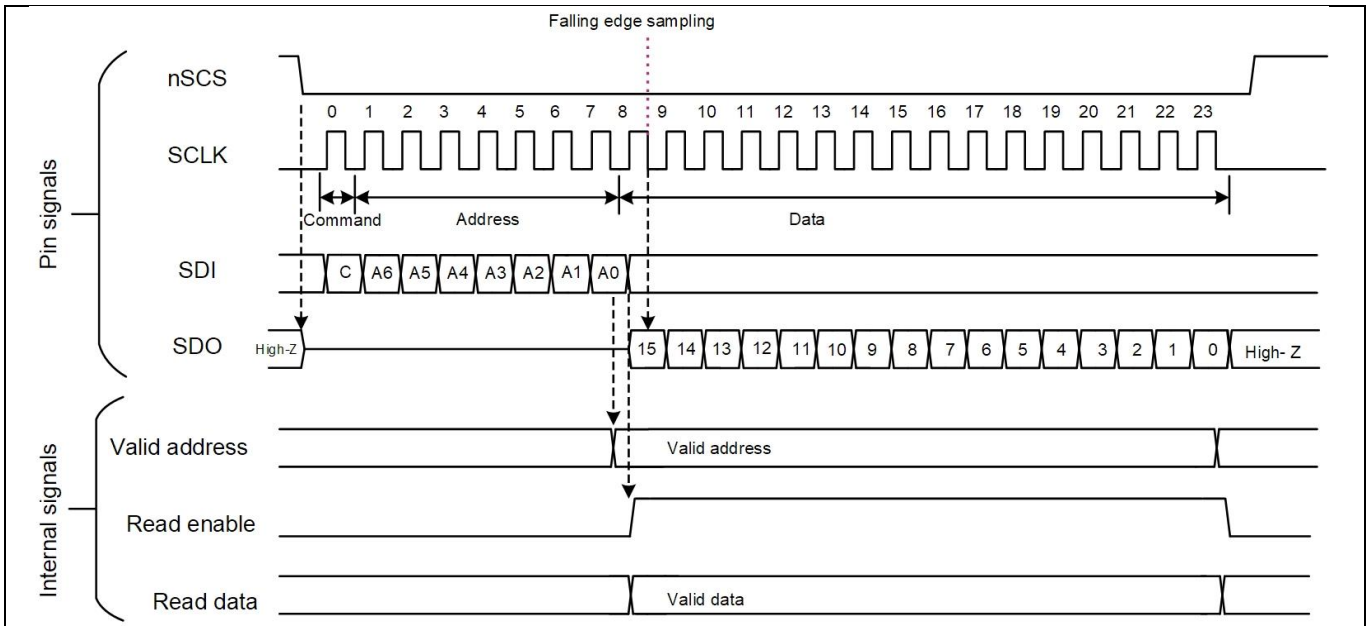 Falling edge sampling
nSCS
0 1 2 3 4 5 6 7 8 9 10 11 12 13 14 15 16 17 18 19 20 21 22 23
SCLK
Command Address Data
Pin signals
SDI C A6 A5 A4 A3 A2 A1 A0
SDO High-Z 15 14 13 12 11 10 9 8 7 6 5 4 3 2 1 0 High- Z
Valid address Valid address
Internal signals
Read enable
Read data Valid data